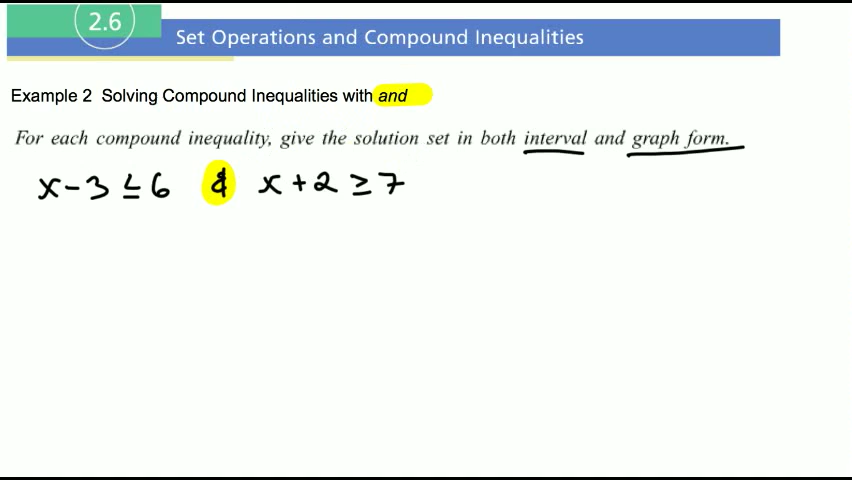 2.6
Set Operations and Compound Inequalities
Example 2 Solving Compound Inequalities with and
For each compound inequality, give the solution set in both interval and graph form.
x - 3 ≤ 6 & x + 2 ≥ 7